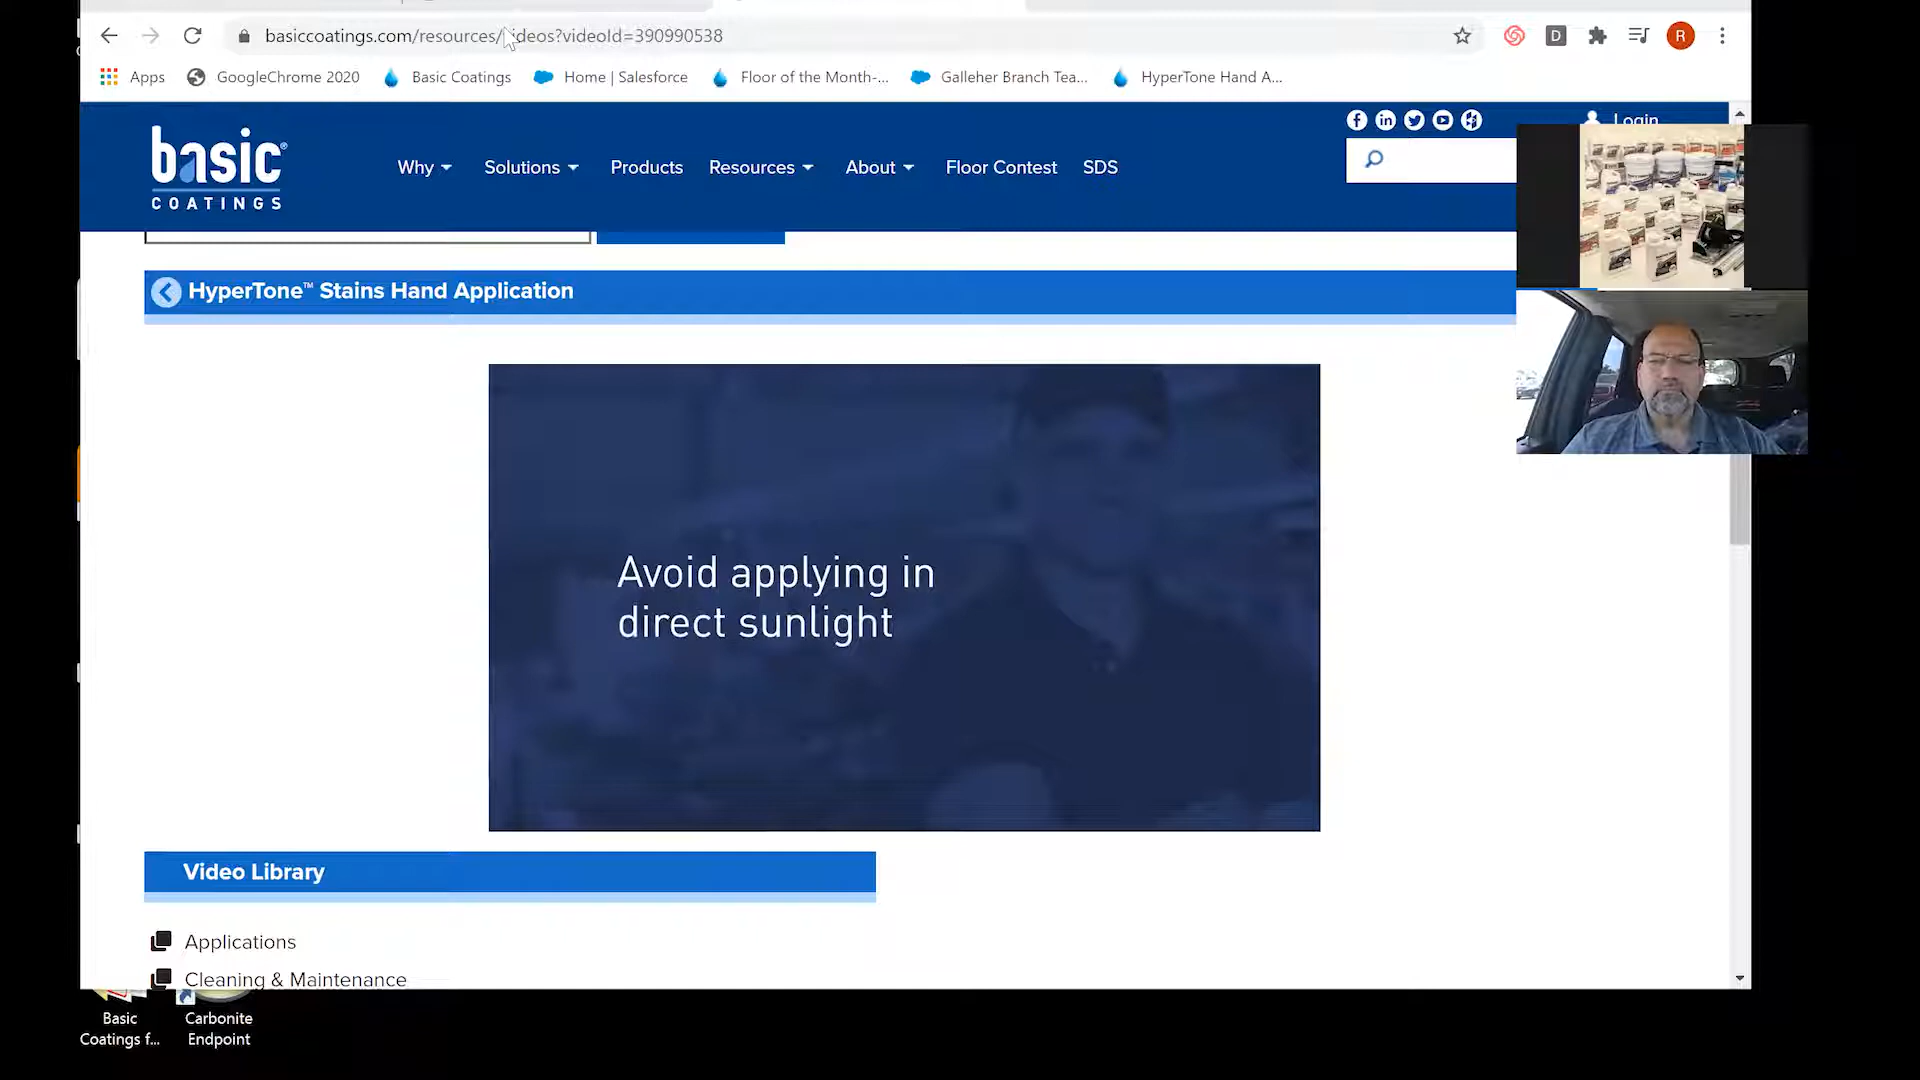 basiccoatings.com/resources/videos?videoId=390990538
R
D
Apps
GoogleChrome 2020
Basic Coatings
Home | Salesforce
Floor of the Month-...
Galleher Branch Tea...
HyperTone Hand A...
Login
basic®
COATINGS
Why
Solutions
Products
Resources
About
Floor Contest
SDS
HyperTone™ Stains Hand Application
Avoid applying in
direct sunlight
Video Library
Applications
Cleaning & Maintenance
Basic
Coatings f...
Carbonite
Endpoint